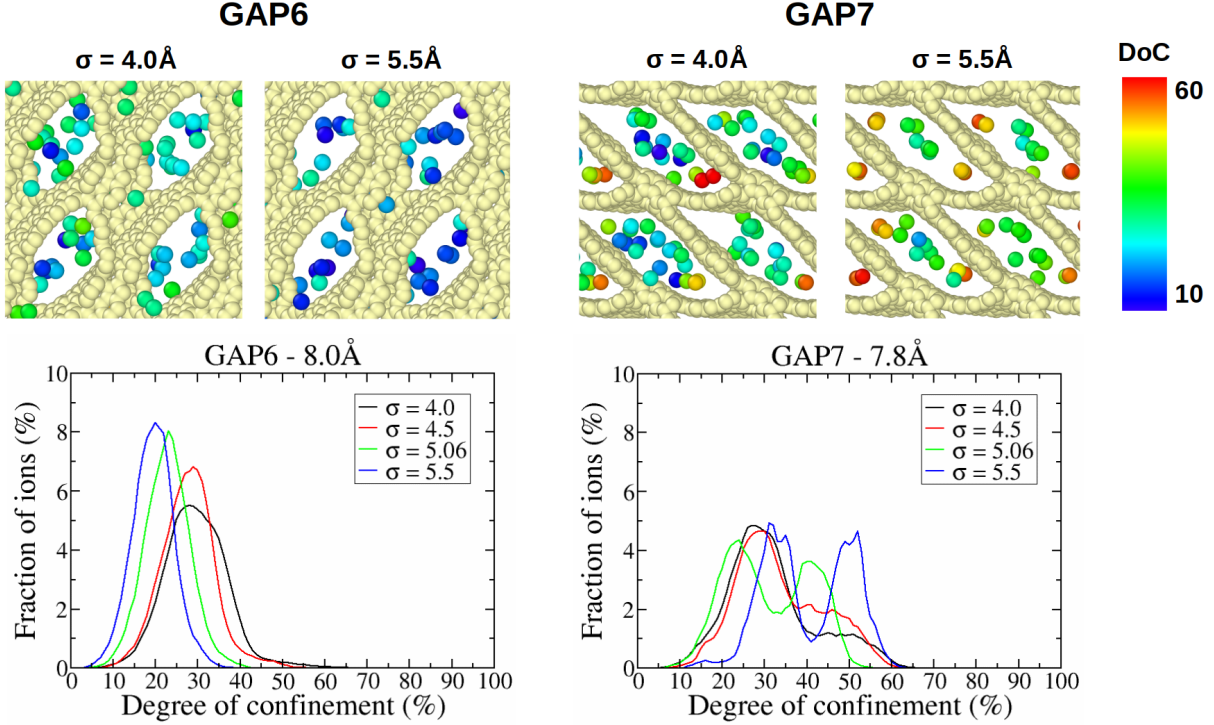 GAP6
GAP7
σ = 4.0Å
σ = 5.5Å
σ = 4.0Å
σ = 5.5Å
DoC
60
10
GAP6 - 8.0Å
Fraction of ions (%)
10
8
6
4
2
0
σ = 4.0
σ = 4.5
σ = 5.06
σ = 5.5
0 10 20 30 40 50 60 70 80 90 100
Degree of confinement (%)
GAP7 - 7.8Å
Fraction of ions (%)
10
8
6
4
2
0
σ = 4.0
σ = 4.5
σ = 5.06
σ = 5.5
0 10 20 30 40 50 60 70 80 90 100
Degree of confinement (%)